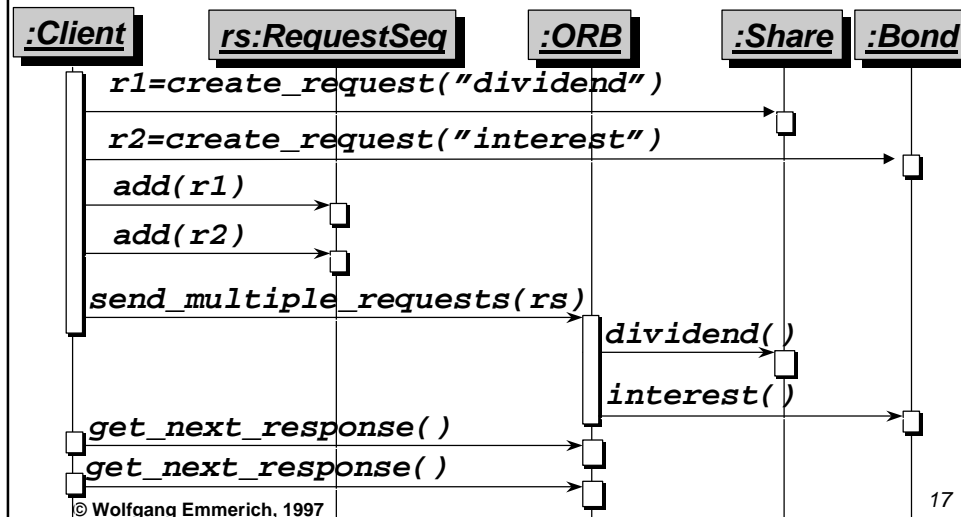 :Client rs:RequestSeq :ORB :Share :Bond
r1=create_request(”dividend”)
r2=create_request(”interest”)
add(r1)
add(r2)
send_multiple_requests(rs)
dividend()
interest()
get_next_response()
get_next_response()
© Wolfgang Emmerich, 1997
17